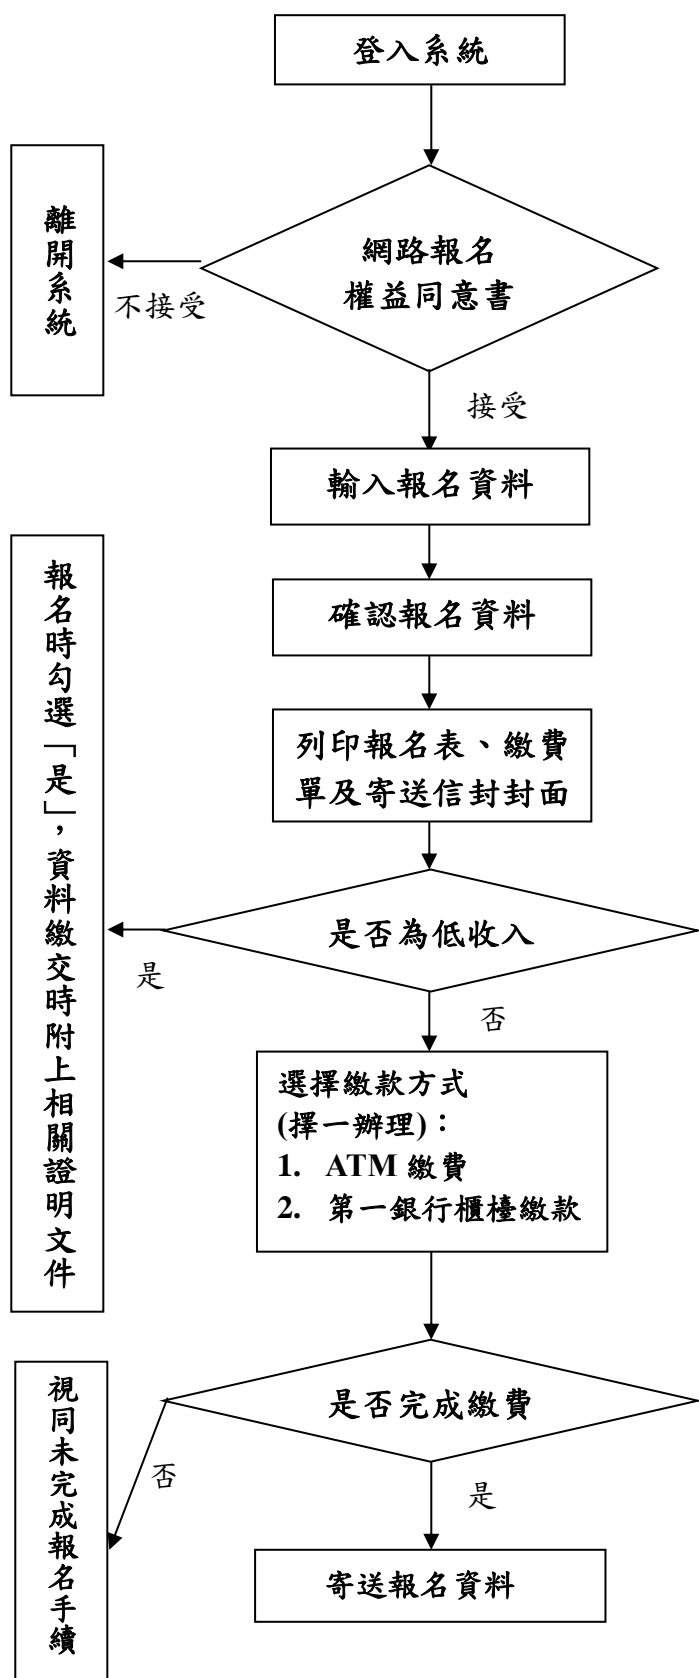 登入系統
離開系統
網路報名
權益同意書
不接受
接受
輸入報名資料
確認報名資料
列印報名表、繳費
單及寄送信封封面
報名時勾選「是」，資料繳交時附上相關證明文件
是否為低收入
是
否
選擇繳款方式
(擇一辦理)：
1. ATM 繳費
2. 第一銀行櫃檯繳款
視同未完成報名手續
是否完成繳費
否
是
寄送報名資料